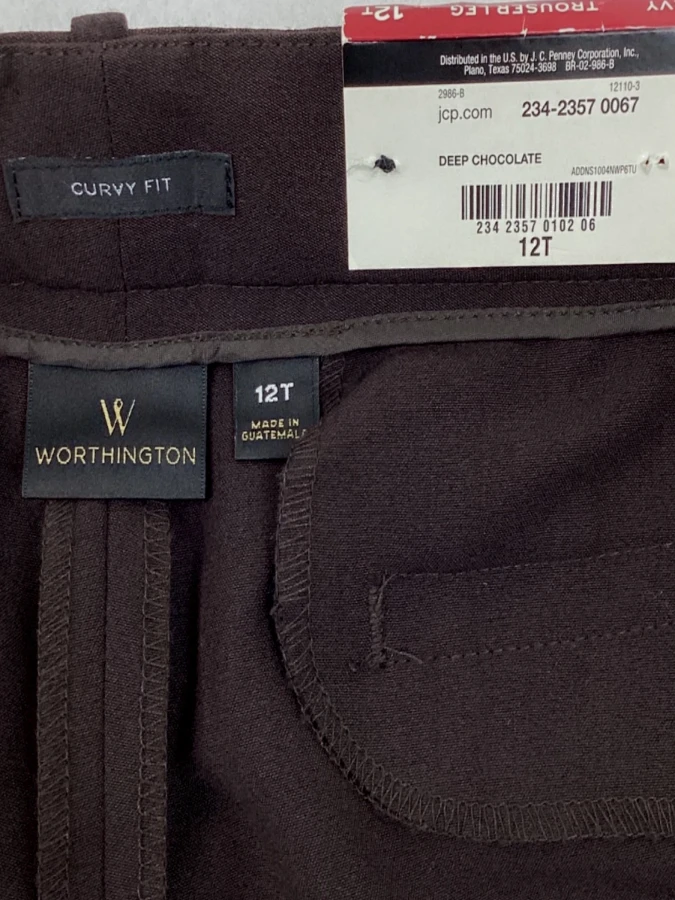 VY
TROUSER LEG
12T
Distributed in the U.S. by J. C. Penney Corporation, Inc.,
Plano, Texas 75024-3698 BR-02-986-B
2986-B 12110-3
jcp.com 234-2357 0067
DEEP CHOCOLATE
ADDNS1004NWP6TU
234 2357 0102 06
12T
CURVY FIT
W
WORTHINGTON
12T
MADE IN
GUATEMALA